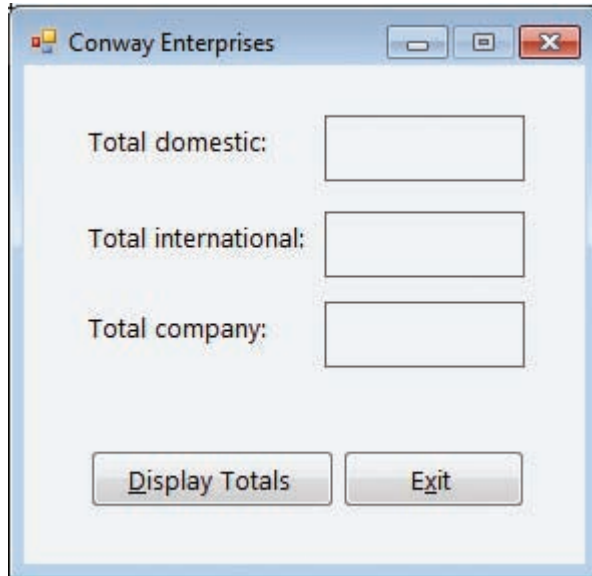 Conway Enterprises
Total domestic:
Total international:
Total company:
Display Totals Exit